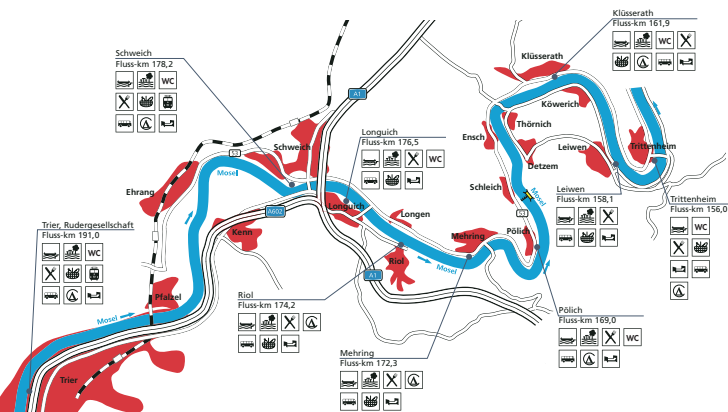 Klüsserath
Fluss-km 161,9
WC
Schweich
Fluss-km 178,2
WC
Klüsserath
A1
Köwerich
Thörnich
Ensch
Longuich
Fluss-km 176,5
WC
Schweich
Leiwen
Trittenheim
53
Detzem
Mosel
Ehrang
Schleich
Leiwen
Fluss-km 158,1
Mosel
Trittenheim
Fluss-km 156,0
WC
Longuich
A602
Longen
53
Trier, Rudergesellschaft
Fluss-km 191,0
WC
Kenn
Mehring
Pölich
Riol
Mosel
A1
Pfalzel
Riol
Fluss-km 174,2
Pölich
Fluss-km 169,0
WC
Mosel
Mehring
Fluss-km 172,3
Trier